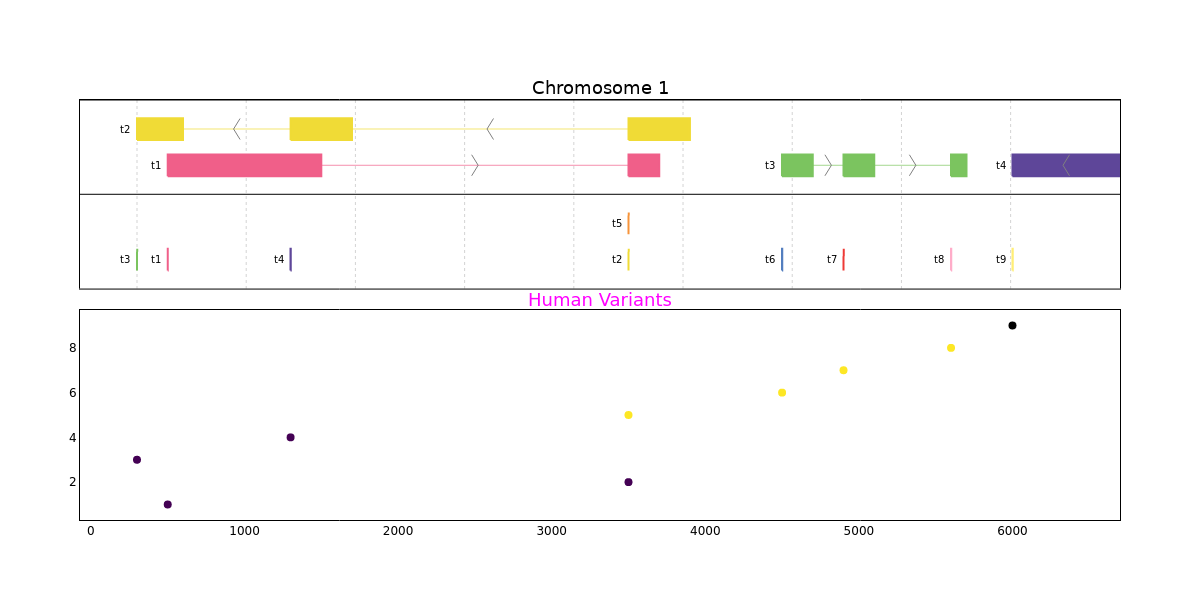 Chromosome 1
t2
t1 t3 t4
t5
t3 t1 t4 t2 t6 t7 t8 t9
Human Variants
8
6
4
2
0 1000 2000 3000 4000 5000 6000